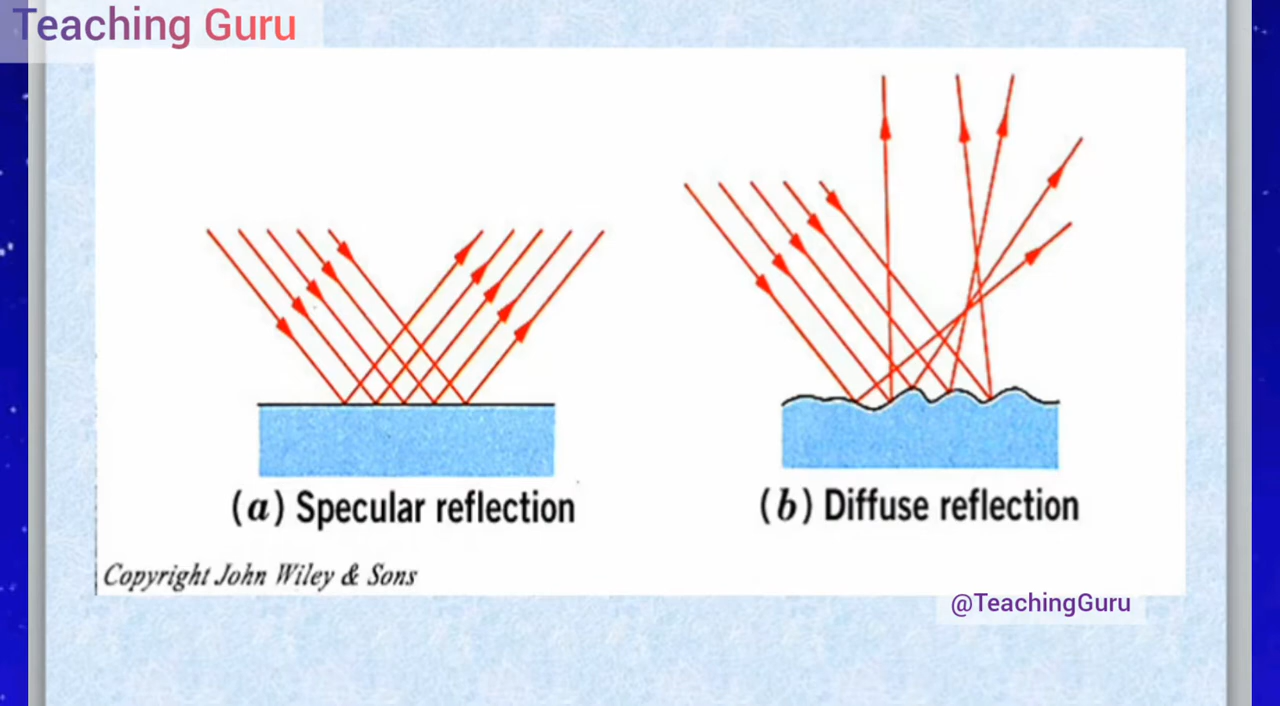 Teaching Guru
(a) Specular reflection
(b) Diffuse reflection
Copyright John Wiley & Sons
@TeachingGuru